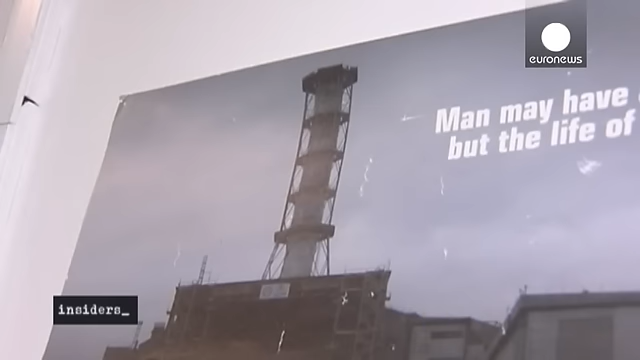 euronews
Man may have
but the life of
insiders_